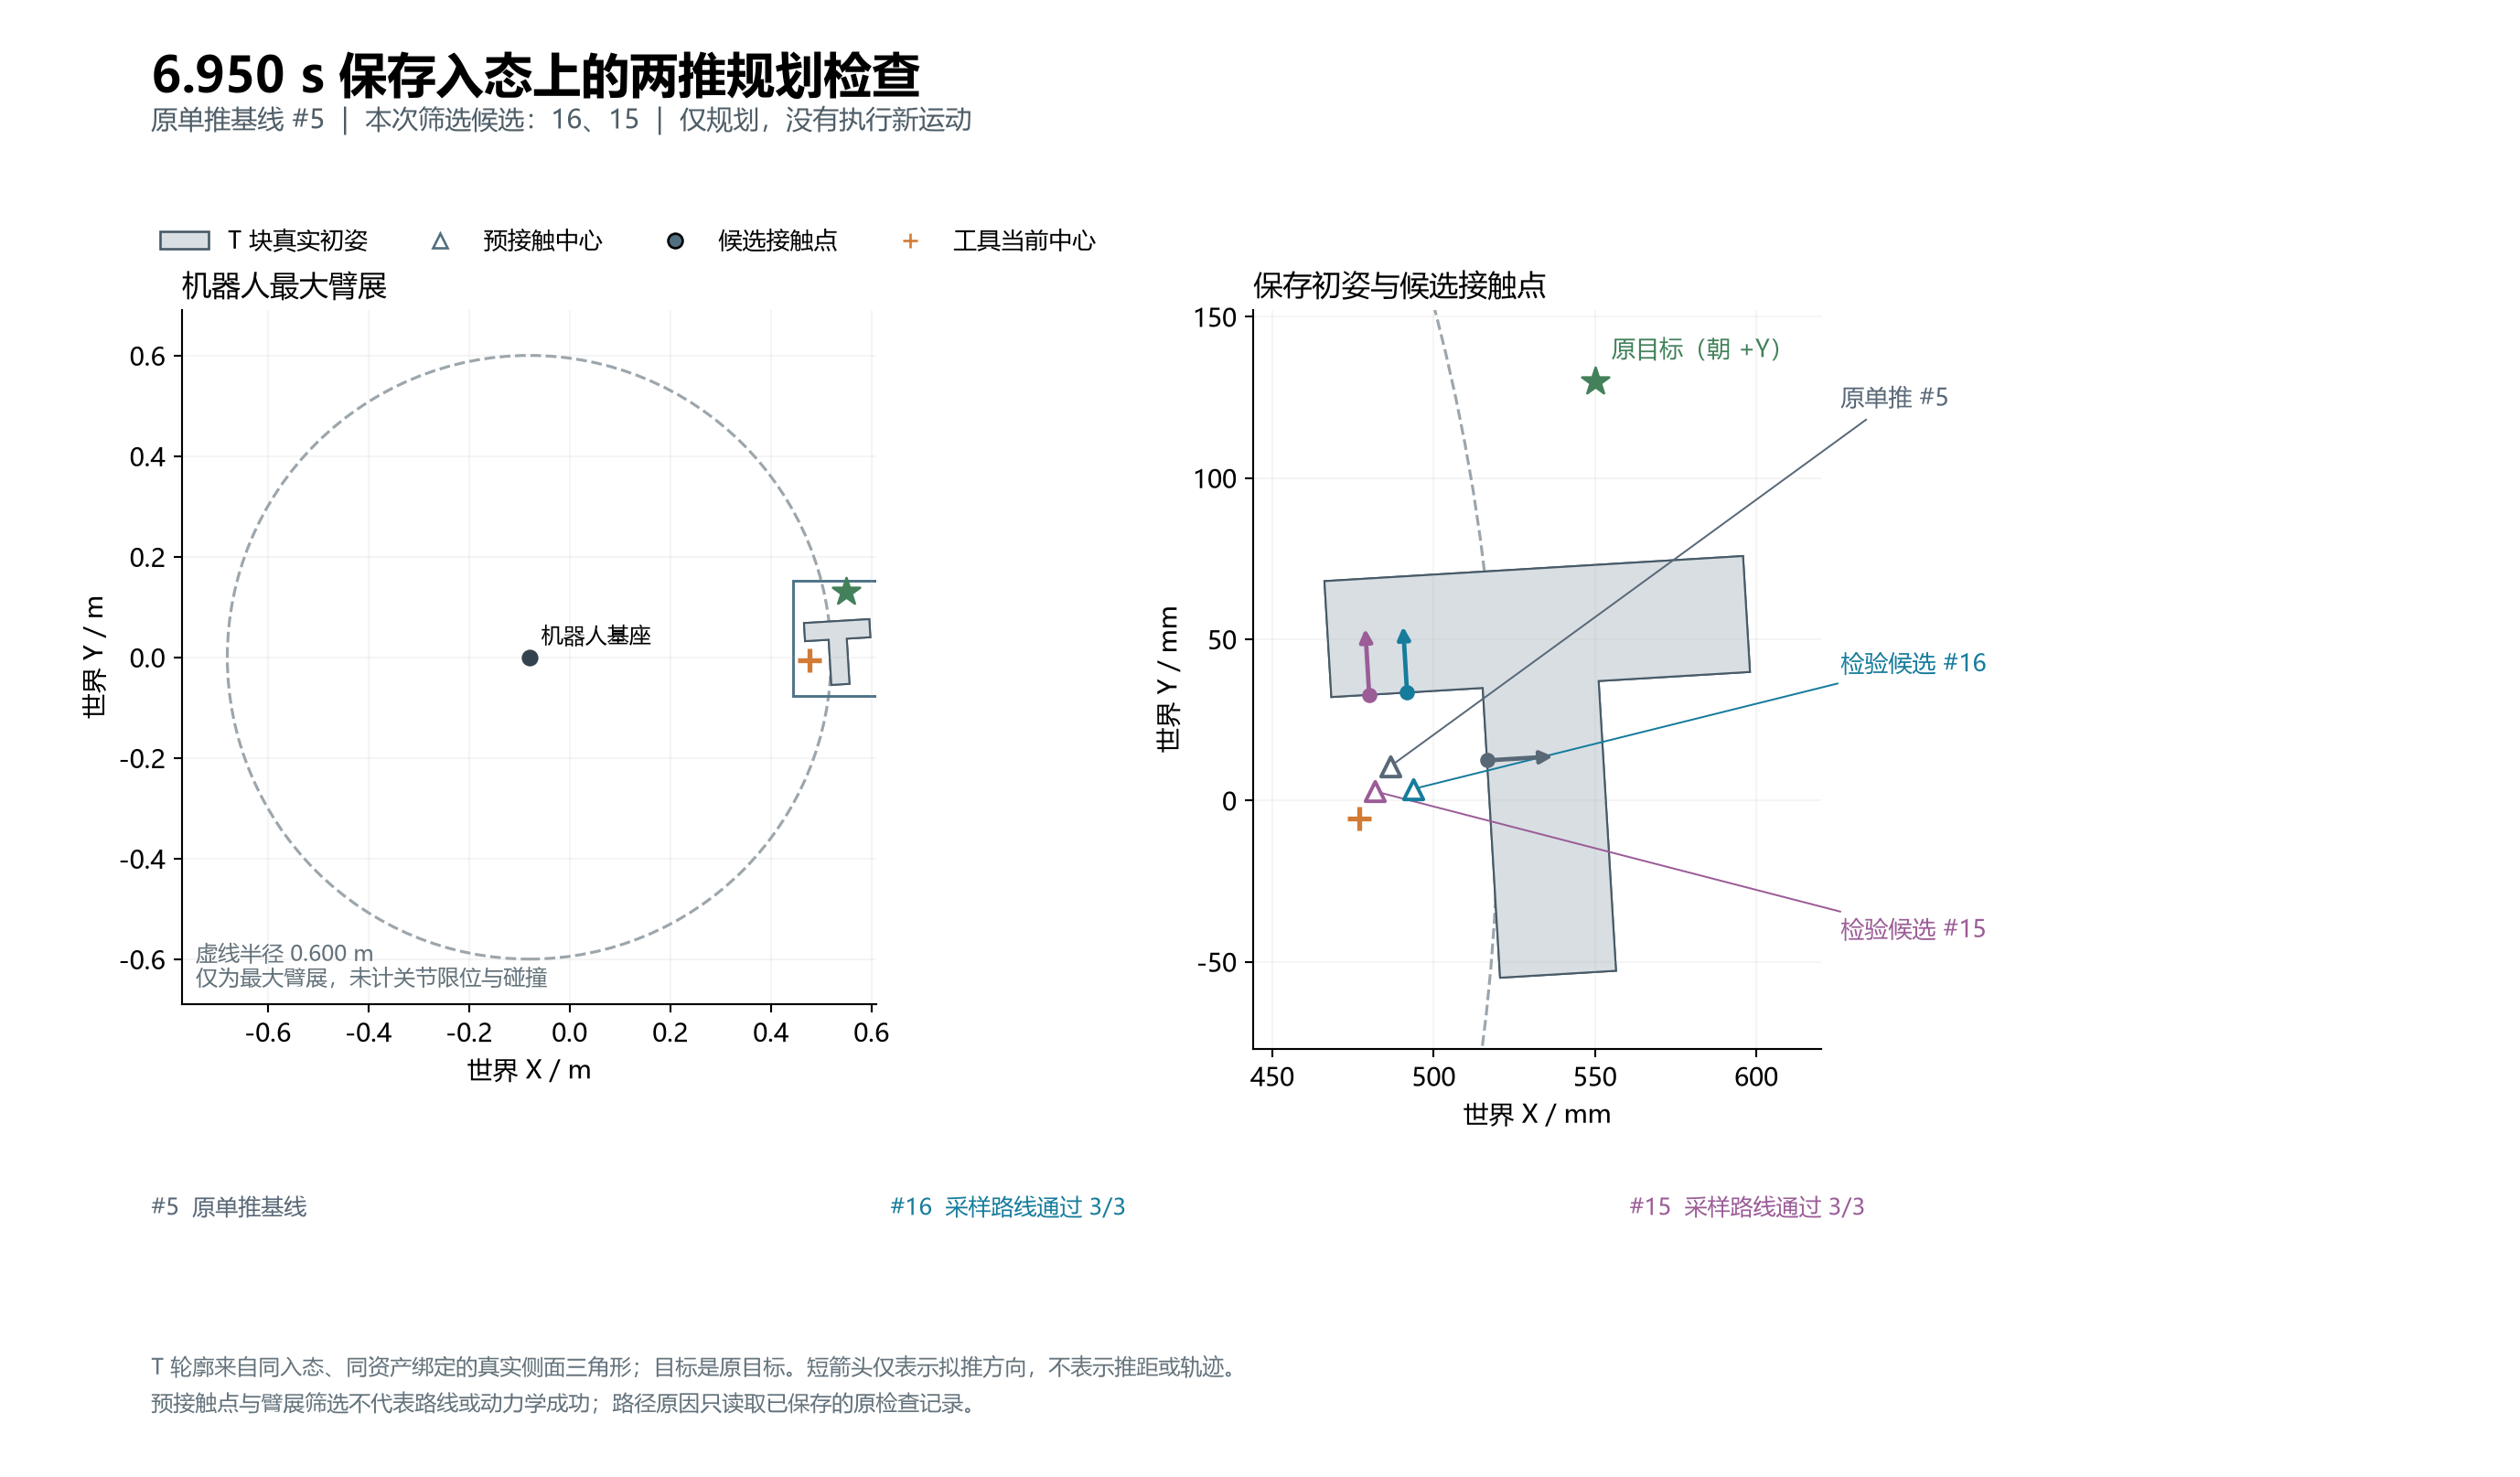 6.950 s 保存入态上的两推规划检查
原单推基线 #5 | 本次筛选候选：16、15 | 仅规划，没有执行新运动
T 块真实初姿
预接触中心
候选接触点
工具当前中心
机器人最大臂展
0.6
0.4
0.2
0.0
-0.2
-0.4
-0.6
世界 Y / m
机器人基座
虚线半径 0.600 m
仅为最大臂展，未计关节限位与碰撞
-0.6
-0.4
-0.2
0.0
0.2
0.4
0.6
世界 X / m
保存初姿与候选接触点
150
100
50
0
-50
世界 Y / mm
原目标（朝 +Y）
原单推 #5
检验候选 #16
检验候选 #15
450
500
550
600
世界 X / mm
#5 原单推基线
#16 采样路线通过 3/3
#15 采样路线通过 3/3
T 轮廓来自同入态、同资产绑定的真实侧面三角形；目标是原目标。短箭头仅表示拟推方向，不表示推距或轨迹。
预接触点与臂展筛选不代表路线或动力学成功；路径原因只读取已保存的原检查记录。